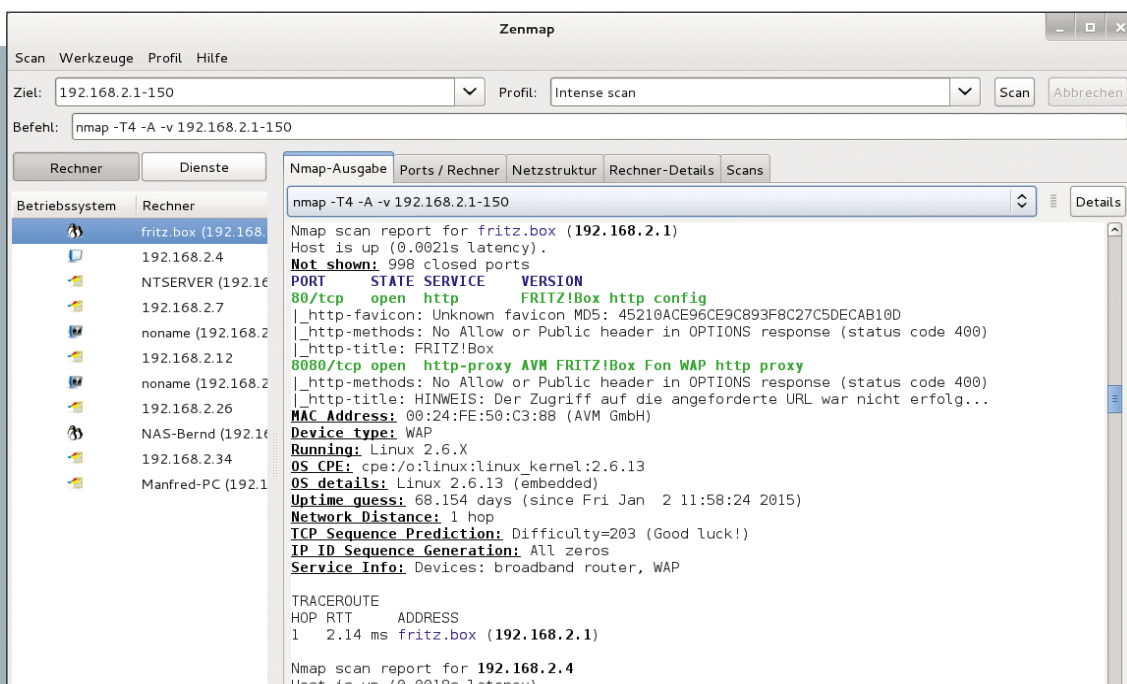 Zenmap
Scan Werkzeuge Profil Hilfe
Ziel: 192.168.2.1-150 Profil: Intense scan Scan Abbrechen
Befehl: nmap -T4 -A -v 192.168.2.1-150
Rechner Dienste
Betriebssystem Rechner
fritz.box (192.168.
192.168.2.4
NTSERVER (192.16
192.168.2.7
noname (192.168.2
192.168.2.12
noname (192.168.2
192.168.2.26
NAS-Bernd (192.16
192.168.2.34
Manfred-PC (192.1
Nmap-Ausgabe Ports / Rechner Netzstruktur Rechner-Details Scans
nmap -T4 -A -v 192.168.2.1-150 Details
Nmap scan report for fritz.box (192.168.2.1)
Host is up (0.0021s latency).
Not shown: 998 closed ports
PORT STATE SERVICE VERSION
80/tcp open http FRITZ!Box http config
|_http-favicon: Unknown favicon MD5: 45210ACE96CE9C893F8C27C5DECAB10D
|_http-methods: No Allow or Public header in OPTIONS response (status code 400)
|_http-title: FRITZ!Box
8080/tcp open http-proxy AVM FRITZ!Box Fon WAP http proxy
|_http-methods: No Allow or Public header in OPTIONS response (status code 400)
|_http-title: HINWEIS: Der Zugriff auf die angeforderte URL war nicht erfolg...
MAC Address: 00:24:FE:50:C3:88 (AVM GmbH)
Device type: WAP
Running: Linux 2.6.X
OS CPE: cpe:/o:linux:linux_kernel:2.6.13
OS details: Linux 2.6.13 (embedded)
Uptime guess: 68.154 days (since Fri Jan 2 11:58:24 2015)
Network Distance: 1 hop
TCP Sequence Prediction: Difficulty=203 (Good luck!)
IP ID Sequence Generation: All zeros
Service Info: Devices: broadband router, WAP
TRACEROUTE
HOP RTT ADDRESS
1 2.14 ms fritz.box (192.168.2.1)
Nmap scan report for 192.168.2.4
Host is up (0.0018s latency)